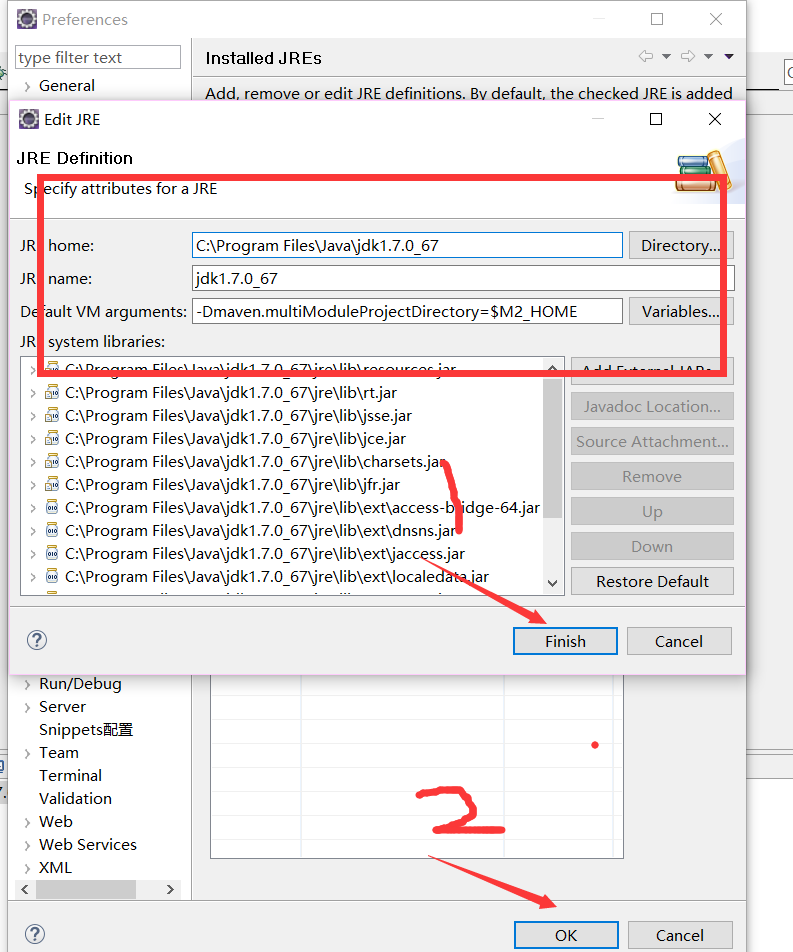 Preferences
type filter text
Installed JREs
General
Add, remove or edit JRE definitions. By default, the checked JRE is added
Edit JRE
JRE Definition
Specify attributes for a JRE
JRE home:
C:\Program Files\Java\jdk1.7.0_67
Directory...
JRE name:
jdk1.7.0_67
Default VM arguments:
-Dmaven.multiModuleProjectDirectory=$M2_HOME
Variables...
JRE system libraries:
C:\Program Files\Java\jdk1.7.0_67\jre\lib\resources.jar
Add External JARs...
C:\Program Files\Java\jdk1.7.0_67\jre\lib\rt.jar
Javadoc Location...
C:\Program Files\Java\jdk1.7.0_67\jre\lib\jsse.jar
C:\Program Files\Java\jdk1.7.0_67\jre\lib\jce.jar
Source Attachment...
C:\Program Files\Java\jdk1.7.0_67\jre\lib\charsets.jar
Remove
C:\Program Files\Java\jdk1.7.0_67\jre\lib\jfr.jar
C:\Program Files\Java\jdk1.7.0_67\jre\lib\ext\access-bridge-64.jar
Up
C:\Program Files\Java\jdk1.7.0_67\jre\lib\ext\dnsns.jar
Down
C:\Program Files\Java\jdk1.7.0_67\jre\lib\ext\jaccess.jar
C:\Program Files\Java\jdk1.7.0_67\jre\lib\ext\localedata.jar
Restore Default
1
Finish
Cancel
Run/Debug
Server
Snippets配置
Team
Terminal
Validation
Web
Web Services
XML
2
OK
Cancel